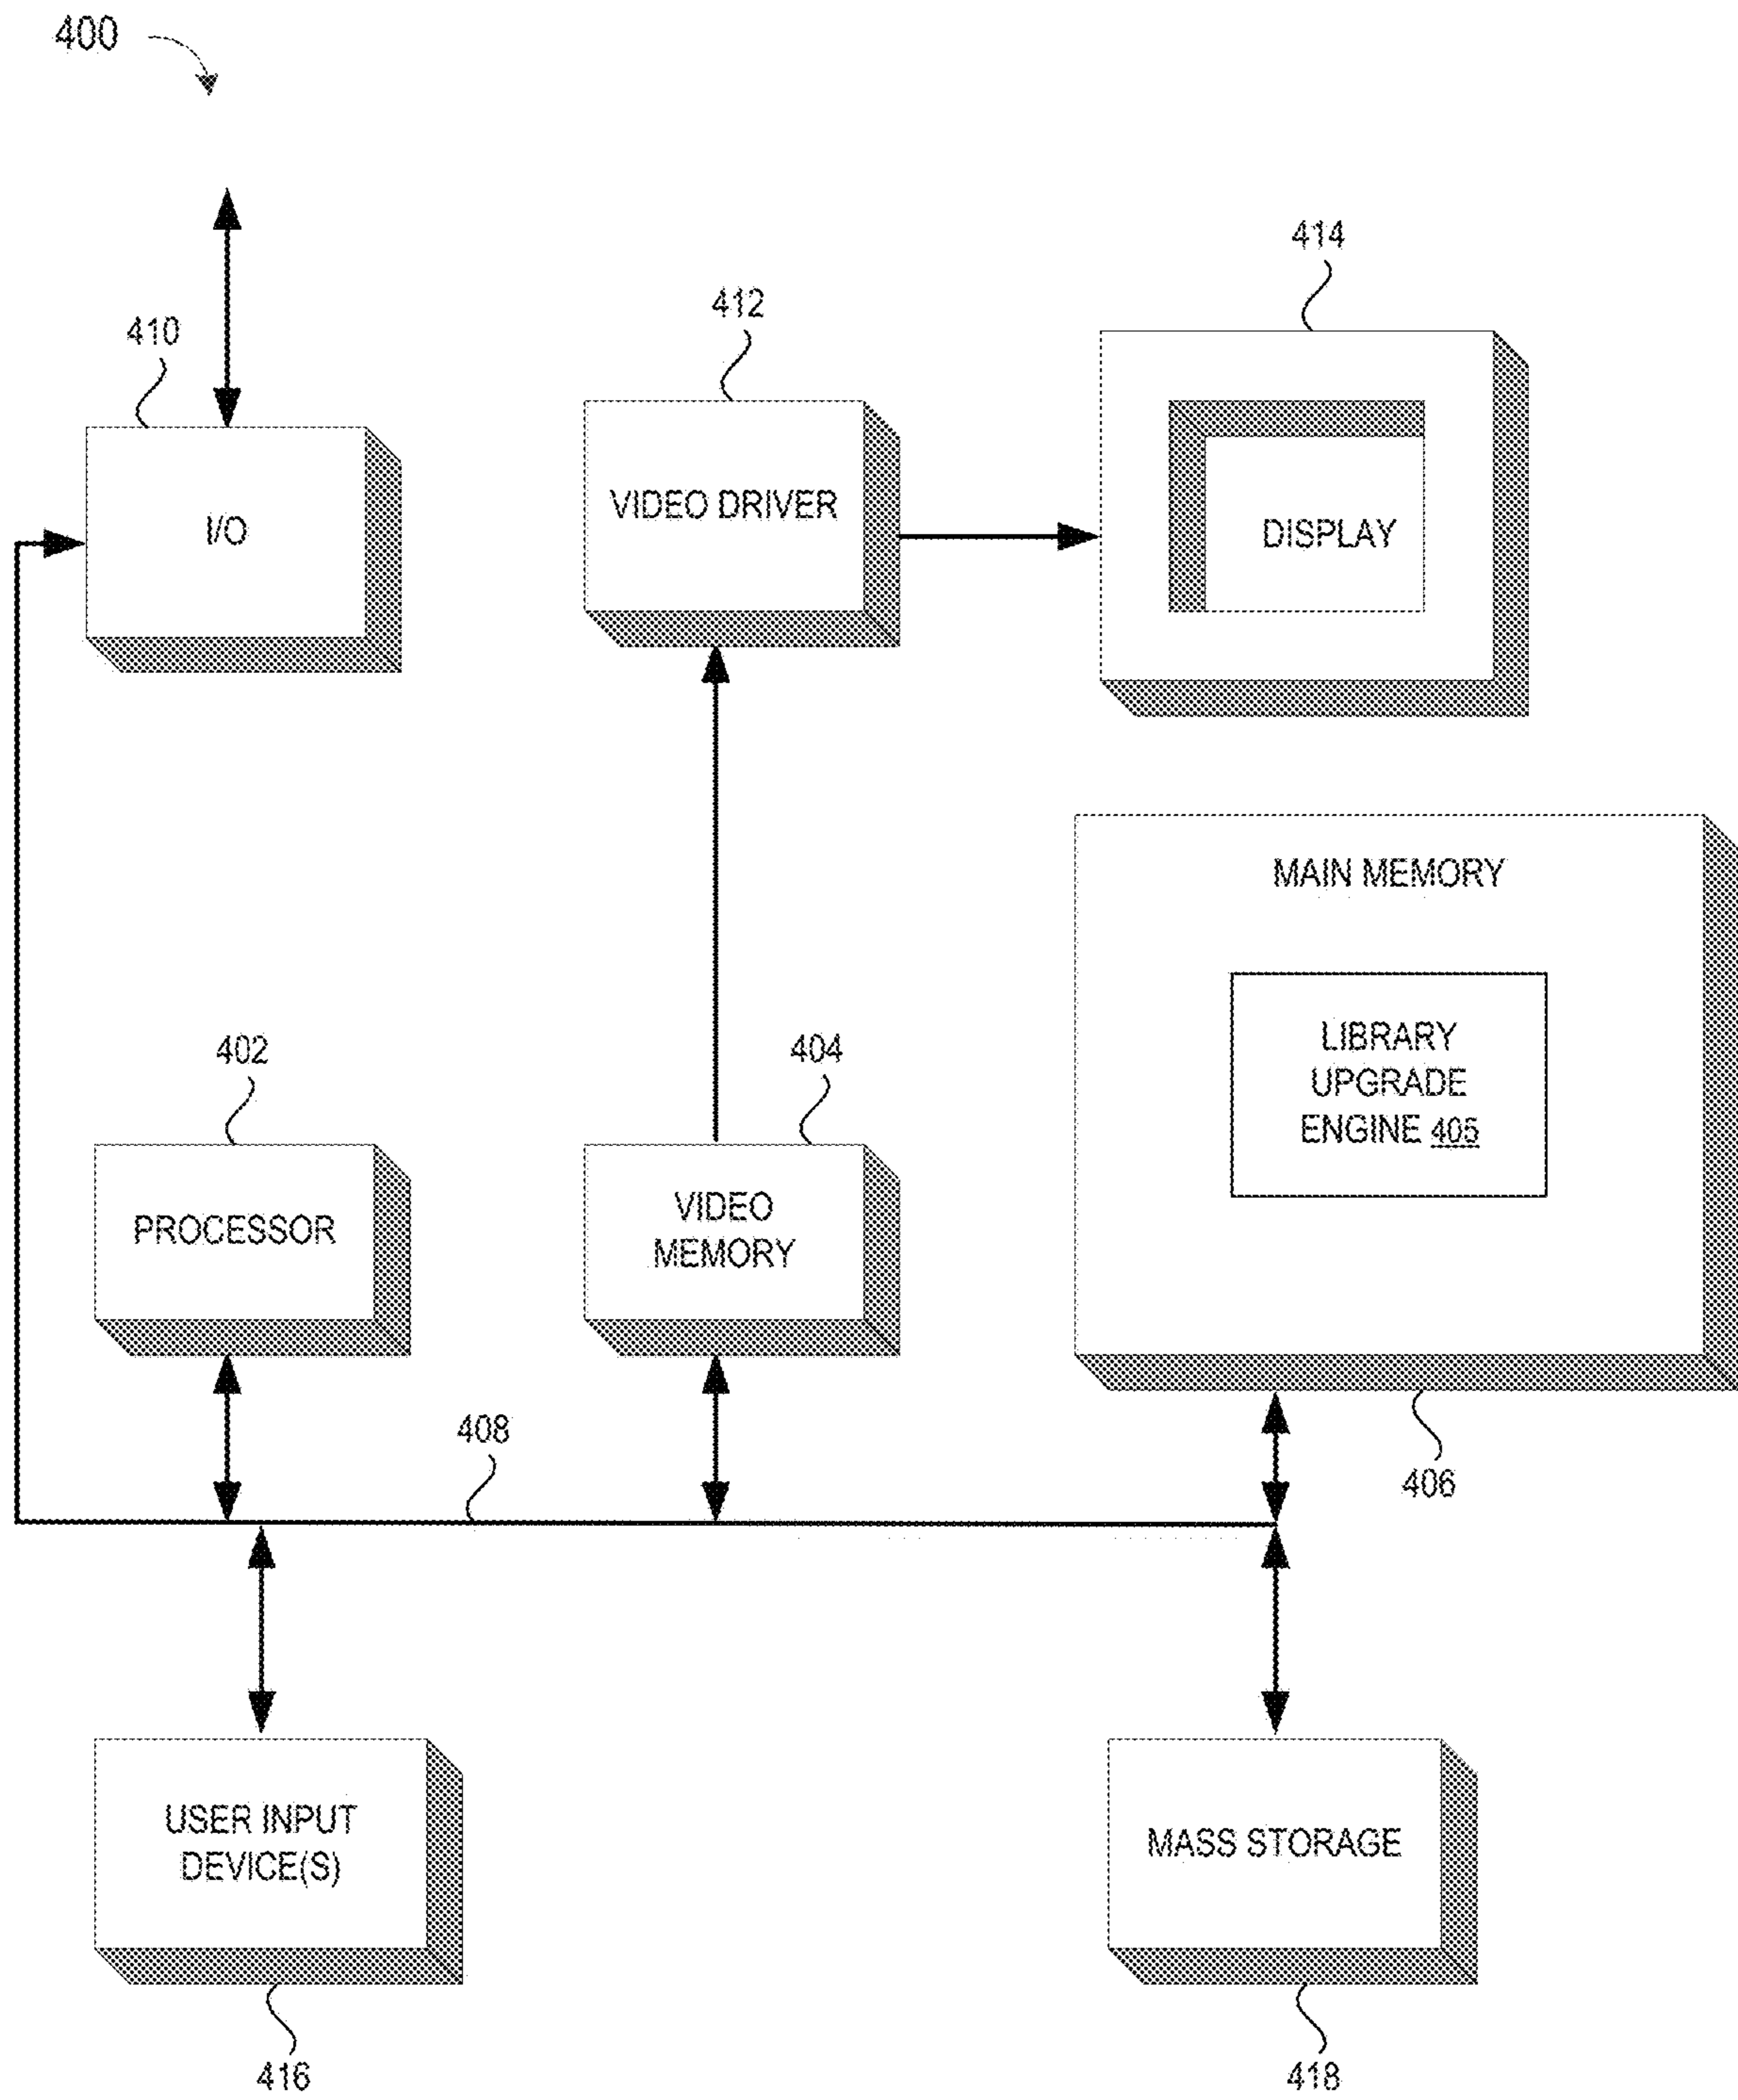 400
414
412
410
VIDEO DRIVER
I/O
DISPLAY
MAIN MEMORY
LIBRARY
UPGRADE
ENGINE 405
402
404
PROCESSOR
VIDEO
MEMORY
408
406
USER INPUT
DEVICE(S)
MASS STORAGE
416
418